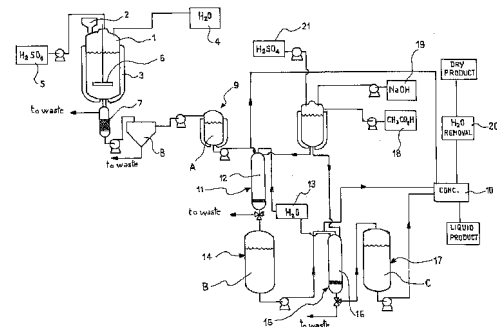 2
1
H2O
4
H2SO4
5
6
3
to waste
7
8
to waste
9
A
21
H2SO4
19
NaOH
CH3CO2H
18
DRY PRODUCT
H2O
REMOVAL
20
CONC.
10
LIQUID
PRODUCT
12
11
13
H2O
to waste
14
B
15
16
to waste
17
C